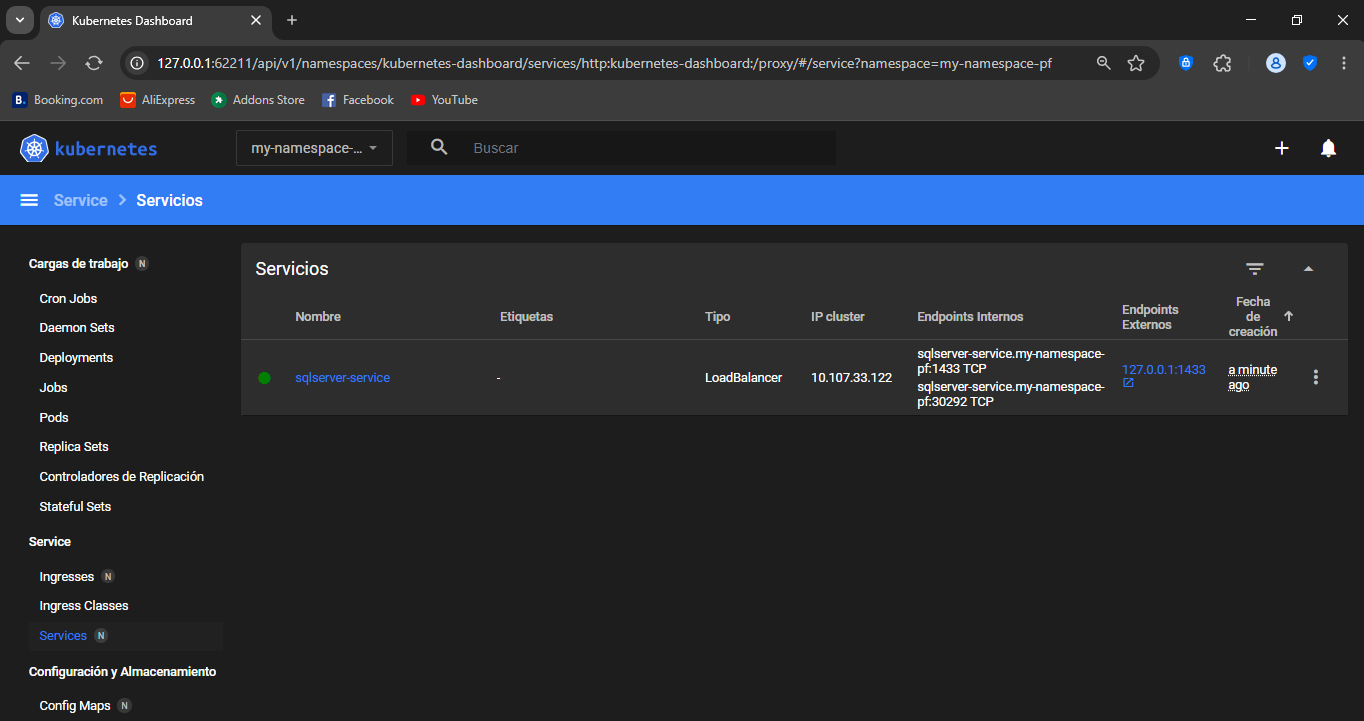 Kubernetes Dashboard
127.0.0.1:62211/api/v1/namespaces/kubernetes-dashboard/services/http:kubernetes-dashboard:/proxy/#/service?namespace=my-namespace-pf
B. Booking.com
AliExpress
Addons Store
Facebook
YouTube
kubernetes
my-namespace-...
Buscar
Service
Servicios
Cargas de trabajo N
Cron Jobs
Daemon Sets
Deployments
Jobs
Pods
Replica Sets
Controladores de Replicación
Stateful Sets
Service
Ingresses N
Ingress Classes
Services N
Configuración y Almacenamiento
Config Maps N
Servicios
Nombre
Etiquetas
Tipo
IP cluster
Endpoints Internos
Endpoints
Externos
Fecha
de
creación
sqlserver-service
-
LoadBalancer
10.107.33.122
sqlserver-service.my-namespace-
pf:1433 TCP
sqlserver-service.my-namespace-
pf:30292 TCP
127.0.0.1:1433
a minute
ago